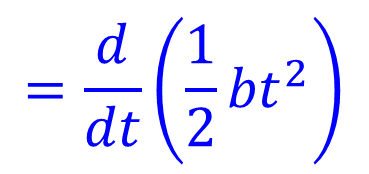 = d/dt (1/2 bt²)